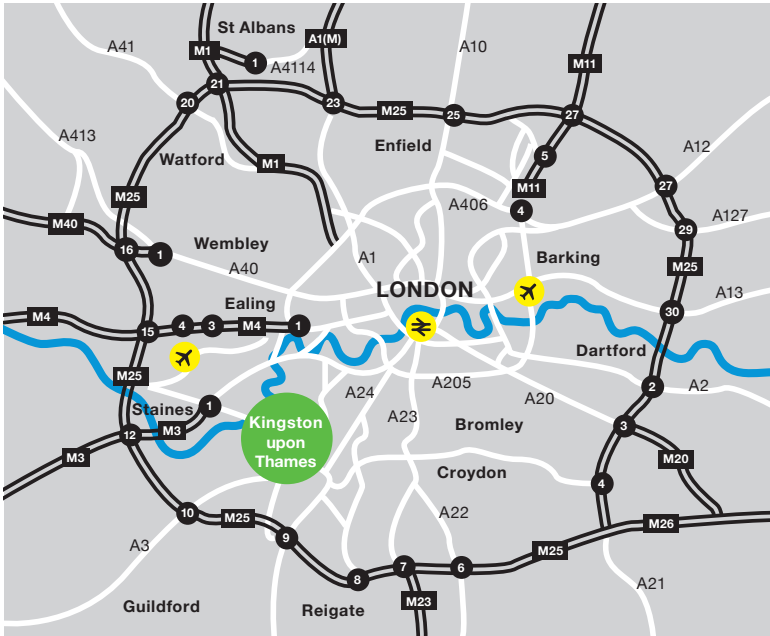 St Albans
A41
M1
1
A1(M)
A10
A4114
M11
21
20
23
M25
25
27
A413
Watford
M1
Enfield
5
A12
M11
27
M25
A406
4
M40
29
A127
16
1
Wembley
A1
Barking
M25
A40
LONDON
Ealing
A13
M4
15
4
3
M4
1
30
Dartford
M25
A24
A205
2
A2
Staines
1
A20
M3
Kingston
upon
Thames
A23
Bromley
3
12
M3
M20
Croydon
4
10
M25
A22
M26
A3
9
M25
8
7
6
A21
Guildford
Reigate
M23